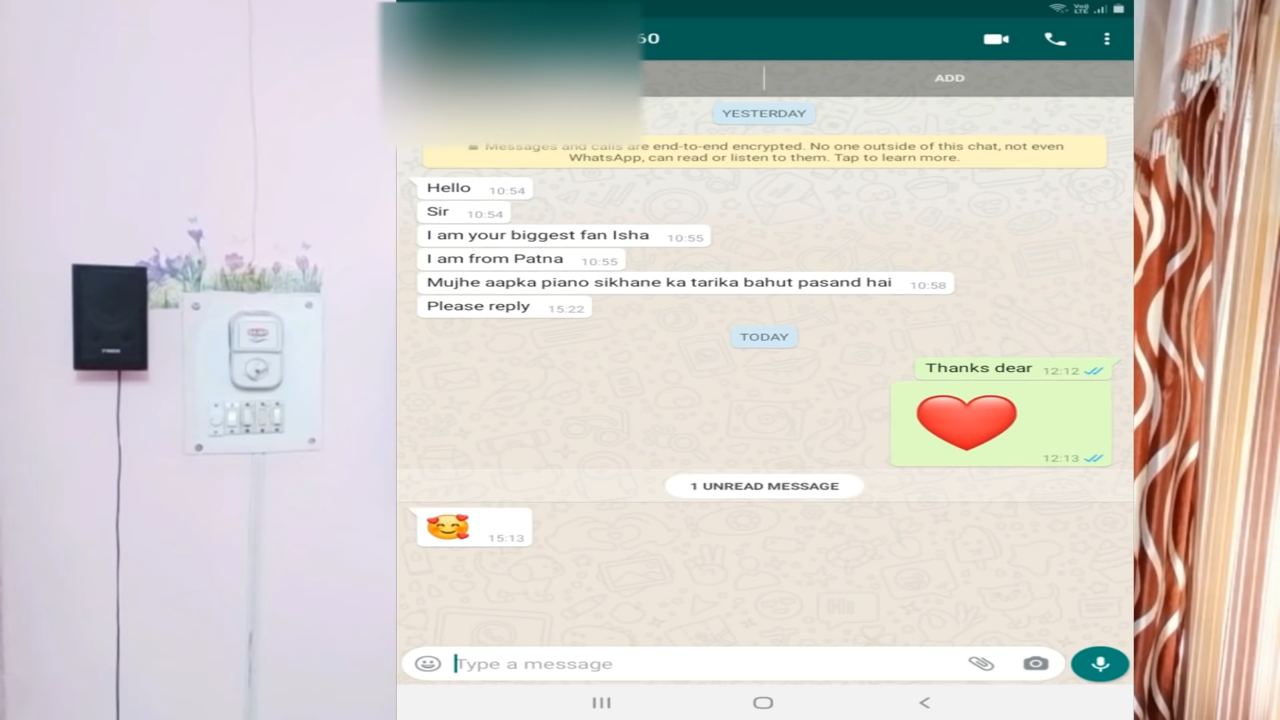 VoD
LTE
60
ADD
YESTERDAY
Messages and calls are end-to-end encrypted. No one outside of this chat, not even
WhatsApp, can read or listen to them. Tap to learn more.
Hello 10:54
Sir 10:54
I am your biggest fan Isha 10:55
I am from Patna 10:55
Mujhe aapka piano sikhane ka tarika bahut pasand hai 10:58
Please reply 15:22
TODAY
Thanks dear 12:12
12:13
1 UNREAD MESSAGE
15:13
Type a message